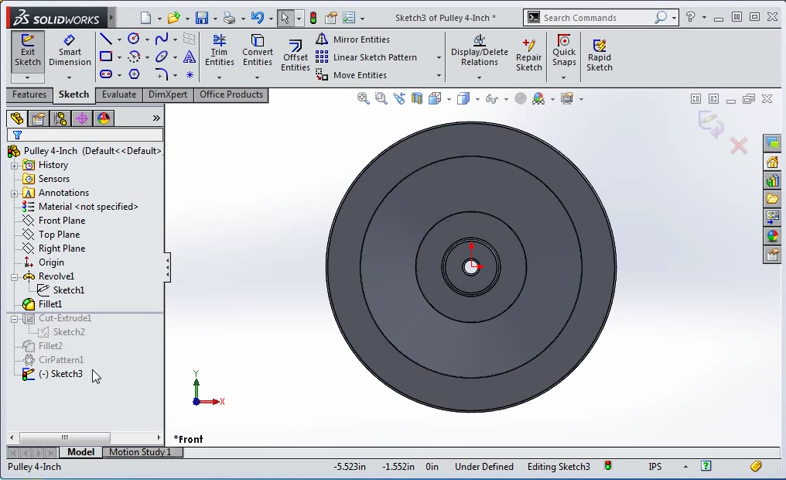 SOLIDWORKS
Sketch3 of Pulley 4-Inch *
Search Commands
Exit Sketch
Smart Dimension
Trim Entities
Convert Entities
Offset Entities
Mirror Entities
Linear Sketch Pattern
Move Entities
Display/Delete Relations
Repair Sketch
Quick Snaps
Rapid Sketch
Features
Sketch
Evaluate
DimXpert
Office Products
Pulley 4-Inch (Default<<Default>
History
Sensors
Annotations
Material <not specified>
Front Plane
Top Plane
Right Plane
Origin
Revolve1
Sketch1
Fillet1
Cut-Extrude1
Sketch2
Fillet2
CirPattern1
(-) Sketch3
Y
X
*Front
Model
Motion Study 1
Pulley 4-Inch
-5.523in
-1.552in
0in
Under Defined
Editing Sketch3
IPS